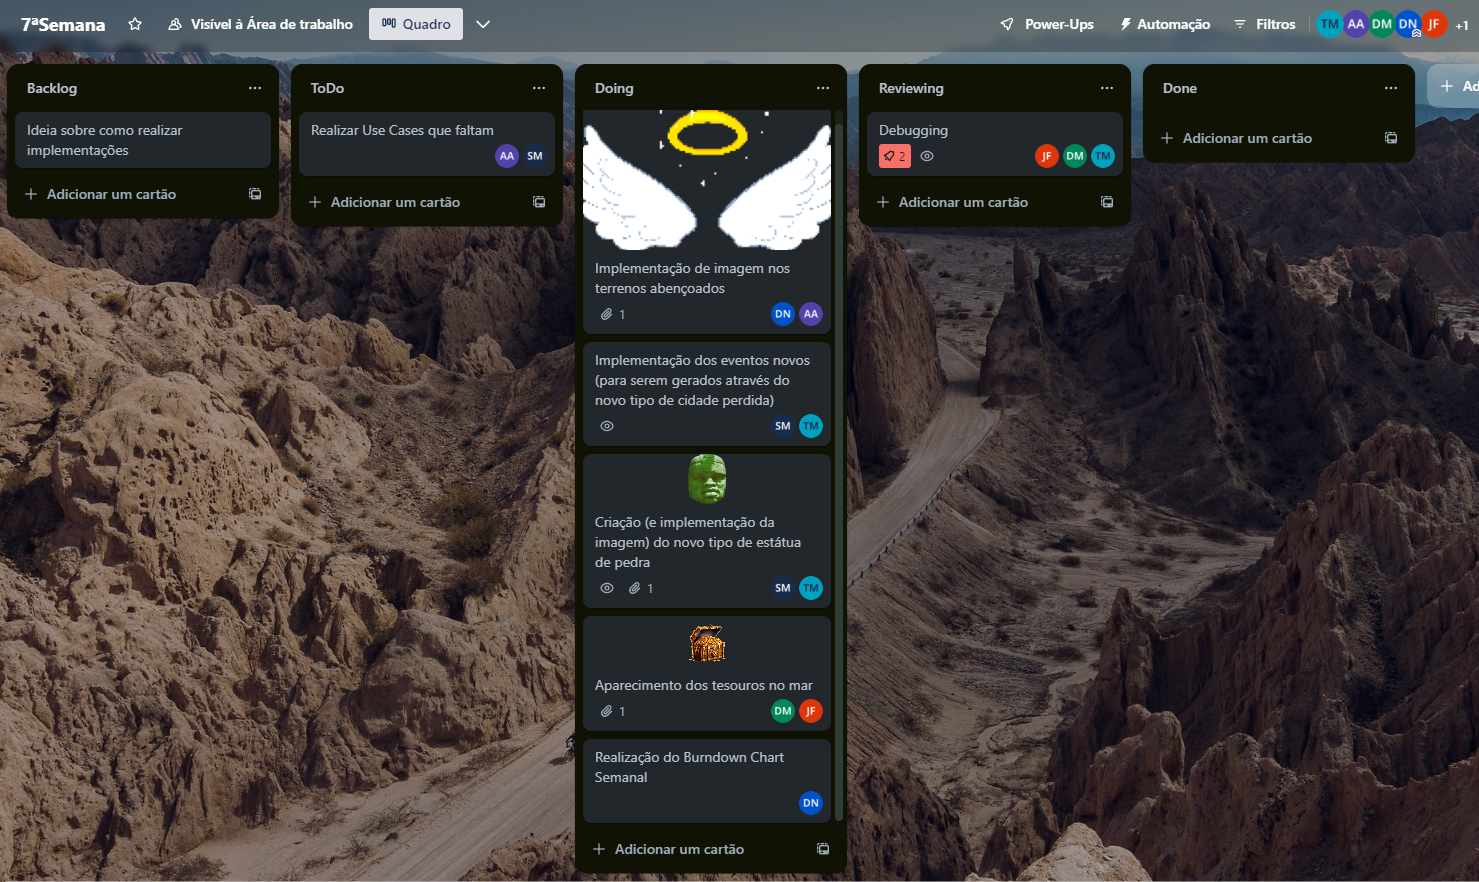 7ªSemana
Visível à Área de trabalho
Quadro
Power-Ups
Automação
Filtros
TM
AA
DM
DN
JF
+1
Backlog
Ideia sobre como realizar
implementações
Adicionar um cartão
ToDo
Realizar Use Cases que faltam
AA
SM
Adicionar um cartão
Doing
Implementação de imagem nos
terrenos abençoados
1
DN
AA
Implementação dos eventos novos
(para serem gerados através do
novo tipo de cidade perdida)
SM
TM
Criação (e implementação da
imagem) do novo tipo de estátua
de pedra
1
SM
TM
Aparecimento dos tesouros no mar
1
DM
JF
Realização do Burndown Chart
Semanal
DN
Adicionar um cartão
Reviewing
Debugging
2
JF
DM
TM
Adicionar um cartão
Done
Adicionar um cartão
Ad